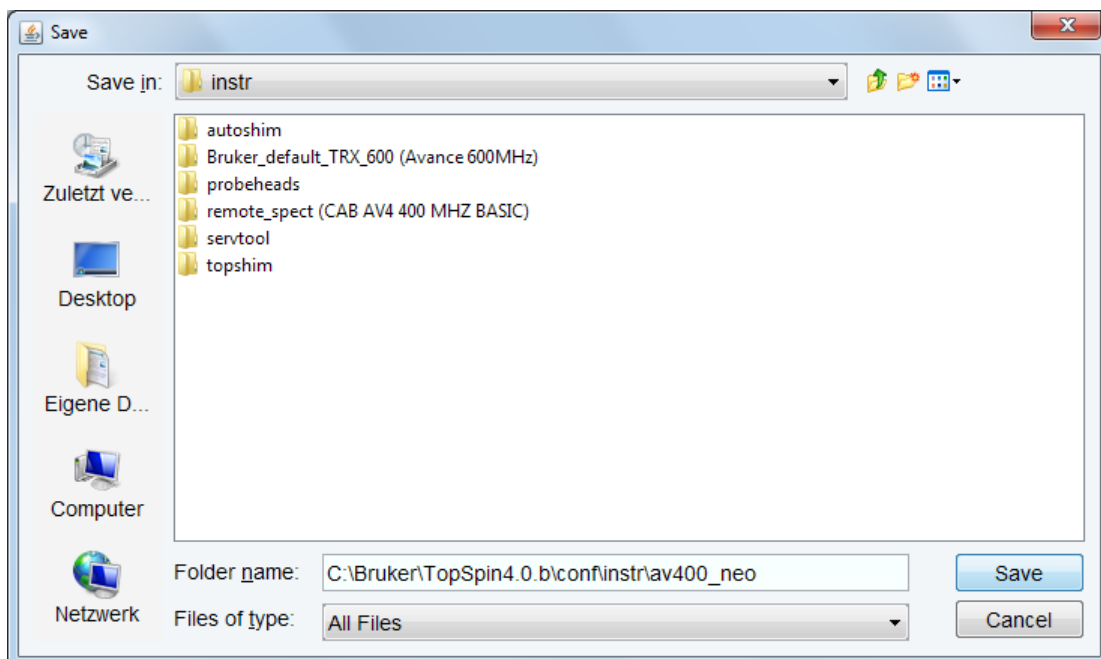 Save
Save in: instr
autoshim
Bruker_default_TRX_600 (Avance 600MHz)
probeheads
remote_spect (CAB AV4 400 MHZ BASIC)
servtool
topshim
Zuletzt ve...
Desktop
Eigene D...
Computer
Netzwerk
Folder name: C:\Bruker\TopSpin4.0.b\conf\instr\av400_neo
Save
Files of type: All Files
Cancel